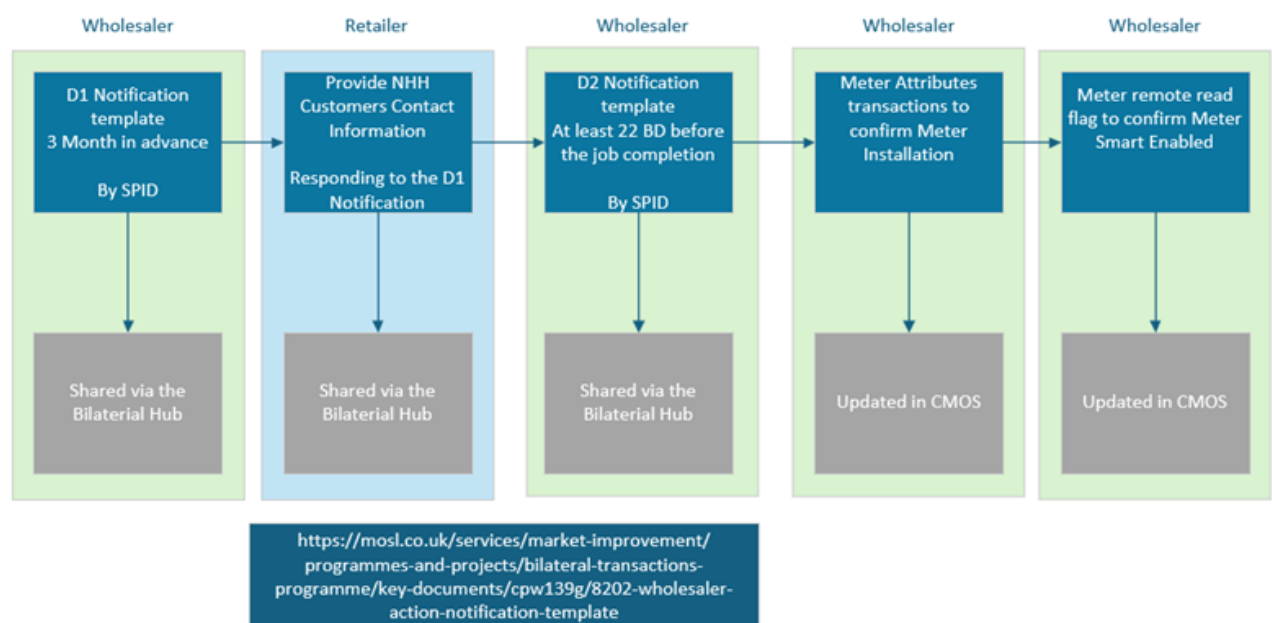 Wholesaler
Retailer
Wholesaler
Wholesaler
Wholesaler
D1 Notification
template
3 Month in advance
By SPID
Provide NHH
Customers Contact
Information
Responding to the D1
Notification
D2 Notification
template
At least 22 BD before
the job completion
By SPID
Meter Attributes
transactions to
confirm Meter
Installation
Meter remote read
flag to confirm Meter
Smart Enabled
Shared via the
Bilaterial Hub
Shared via the
Bilaterial Hub
Shared via the
Bilaterial Hub
Updated in CMOS
Updated in CMOS
https://mosl.co.uk/services/market-improvement/
programmes-and-projects/bilateral-transactions-
programme/key-documents/cpw139g/8202-wholesaler-
action-notification-template